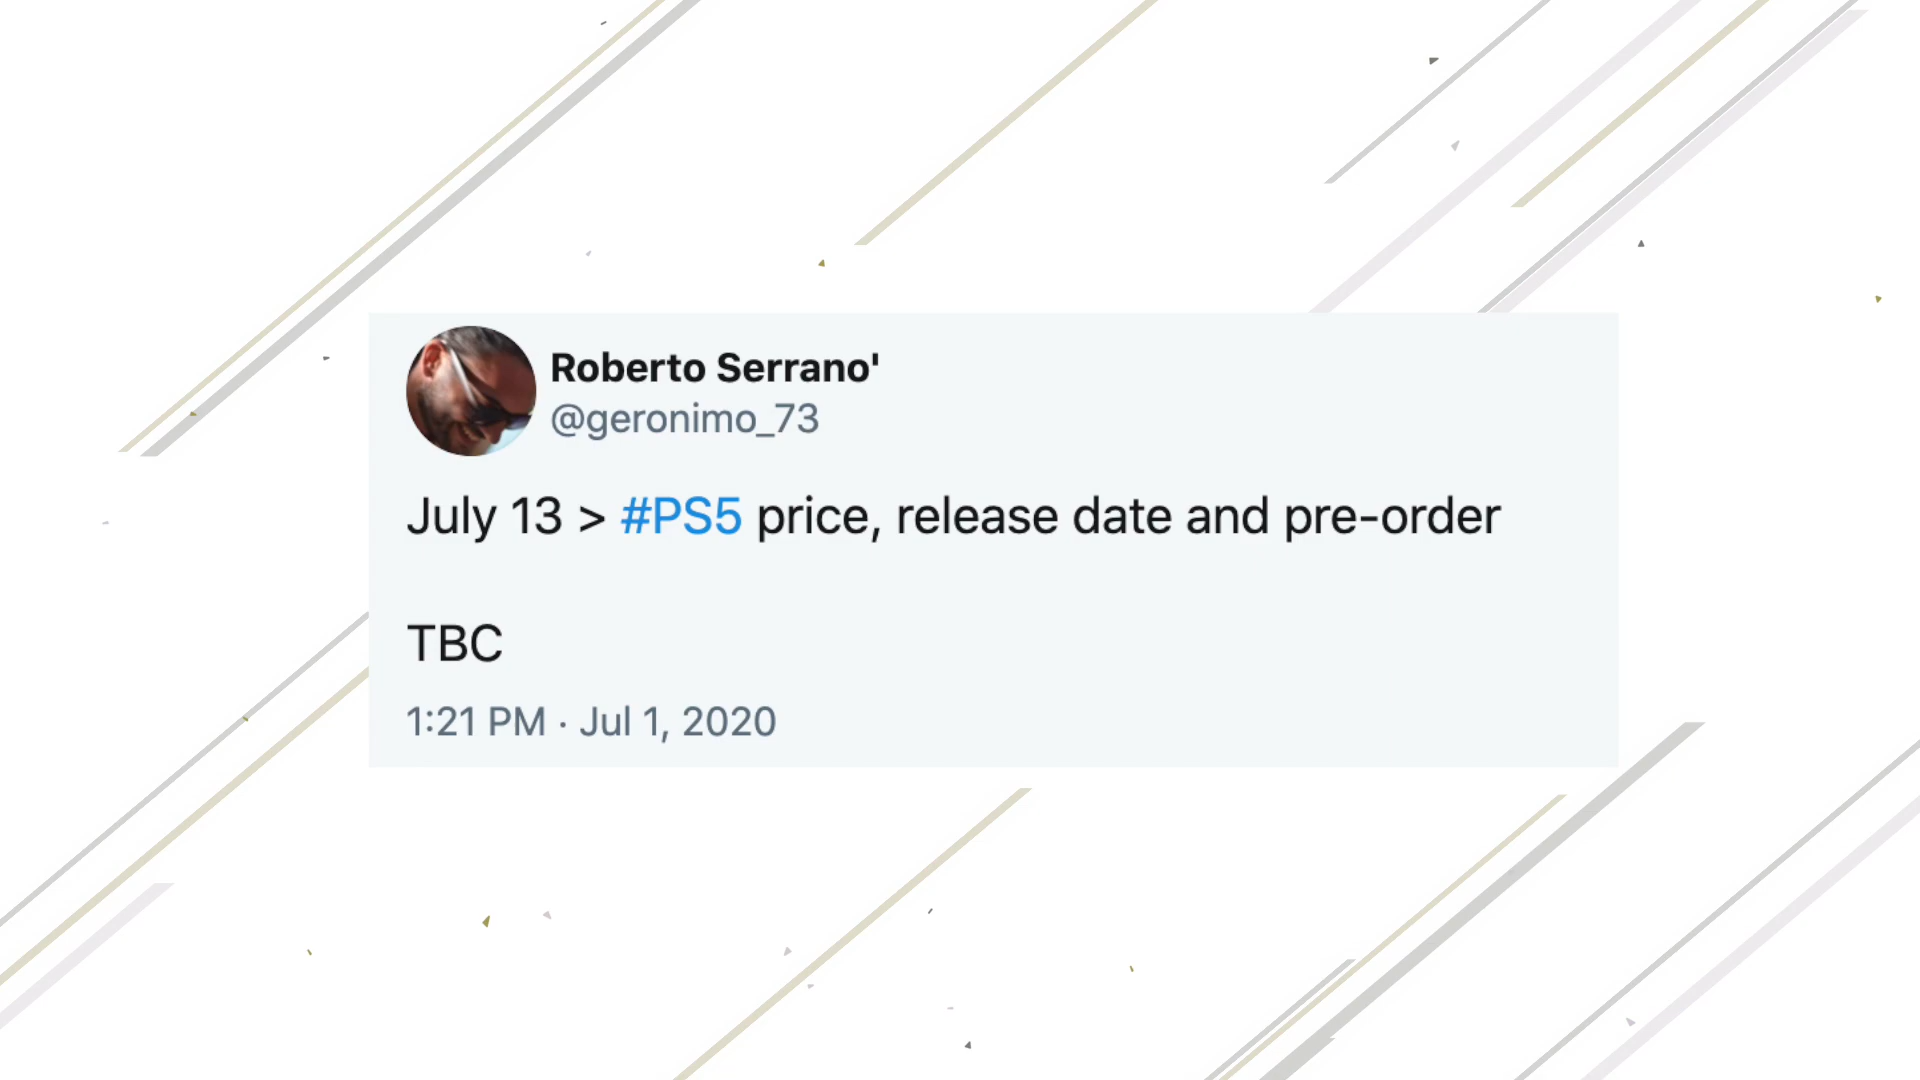 Roberto Serrano'
@geronimo_73
July 13 > #PS5 price, release date and pre-order
TBC
1:21 PM · Jul 1, 2020